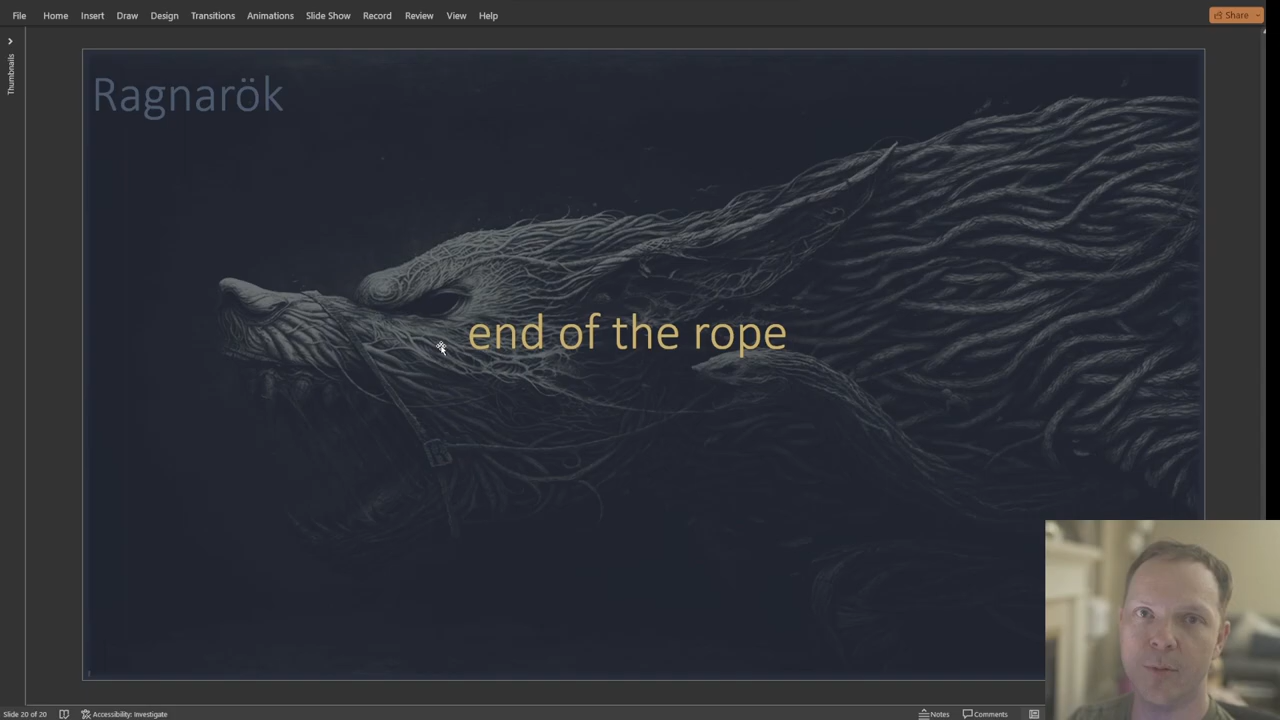 File Home Insert Draw Design Transitions Animations Slide Show Record Review View Help Share
Thumbnails
Ragnarök
end of the rope
Slide 20 of 20 Accessibility: Investigate Notes Comments